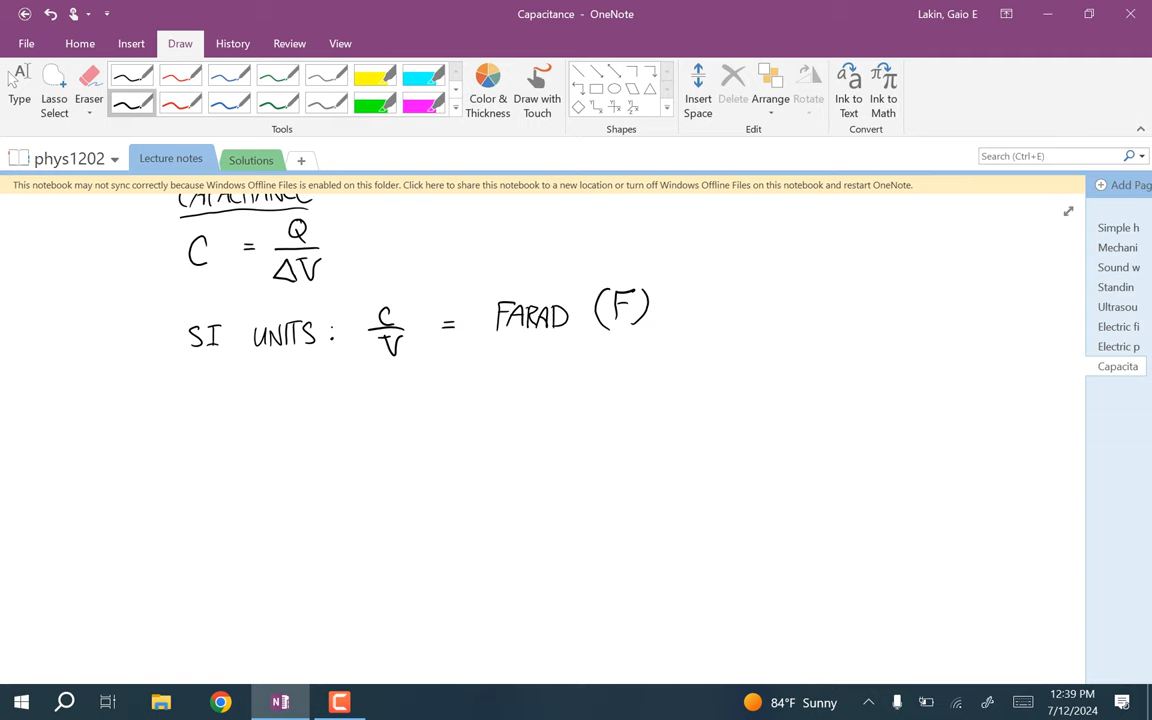 Capacitance - OneNote
Lakin, Gaio E
File Home Insert Draw History Review View
Type
Lasso Select
Eraser
Color & Thickness
Draw with Touch
Insert Space
Delete
Arrange
Rotate
Ink to Text
Ink to Math
Tools
Shapes
Edit
Convert
phys1202
Lecture notes
Solutions
Search (Ctrl+E)
This notebook may not sync correctly because Windows Offline Files is enabled on this folder. Click here to share this notebook to a new location or turn off Windows Offline Files on this notebook and restart OneNote.
Add Pag
CAPACITANCE
C = Q / ΔV
SI UNITS: C / V = FARAD (F)
Simple h
Mechani
Sound w
Standin
Ultrasou
Electric fi
Electric p
Capacita
84°F Sunny
12:39 PM
7/12/2024